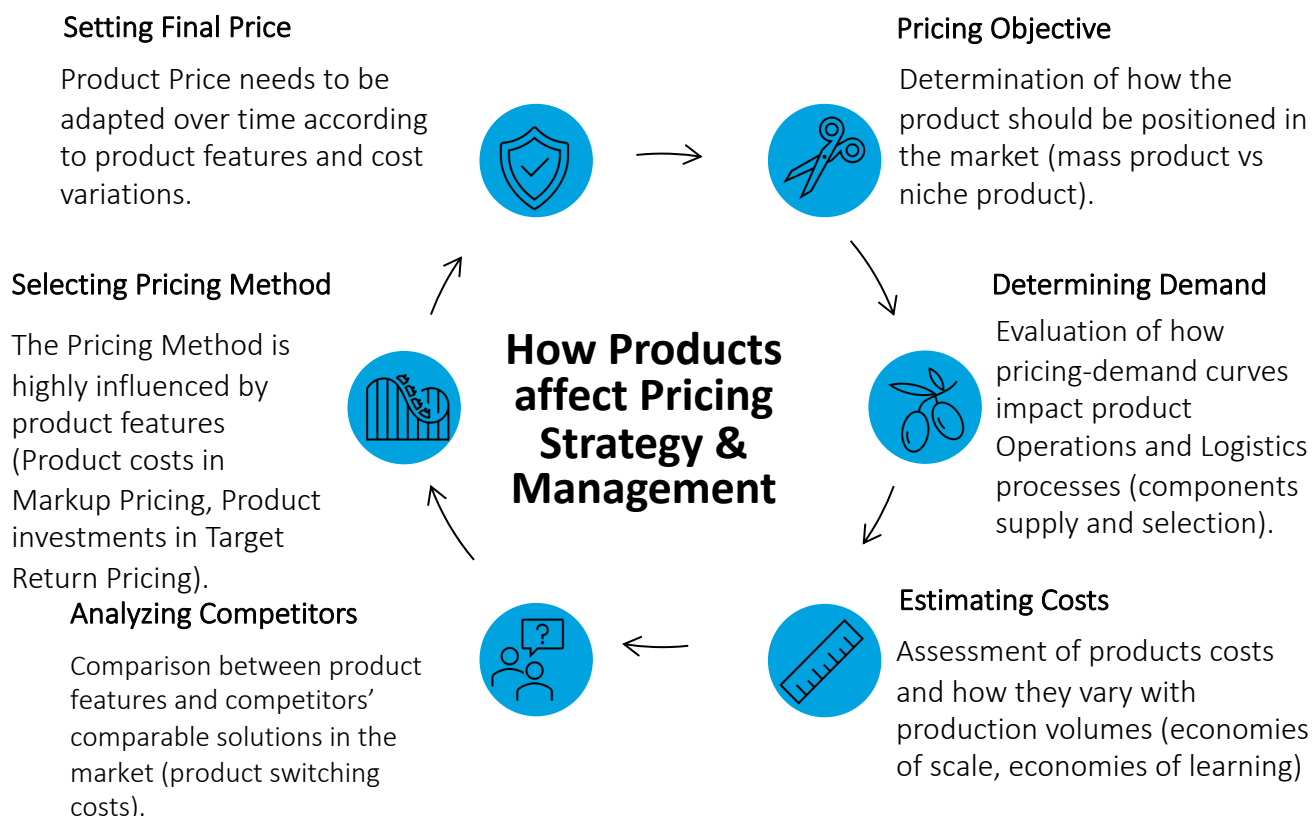 Setting Final Price
Product Price needs to be
adapted over time according
to product features and cost
variations.
Pricing Objective
Determination of how the
product should be positioned in
the market (mass product vs
niche product).
Selecting Pricing Method
The Pricing Method is
highly influenced by
product features
(Product costs in
Markup Pricing, Product
investments in Target
Return Pricing).
How Products
affect Pricing
Strategy &
Management
Determining Demand
Evaluation of how
pricing-demand curves
impact product
Operations and Logistics
processes (components
supply and selection).
Analyzing Competitors
Comparison between product
features and competitors’
comparable solutions in the
market (product switching
costs).
?
Estimating Costs
Assessment of products costs
and how they vary with
production volumes (economies
of scale, economies of learning)